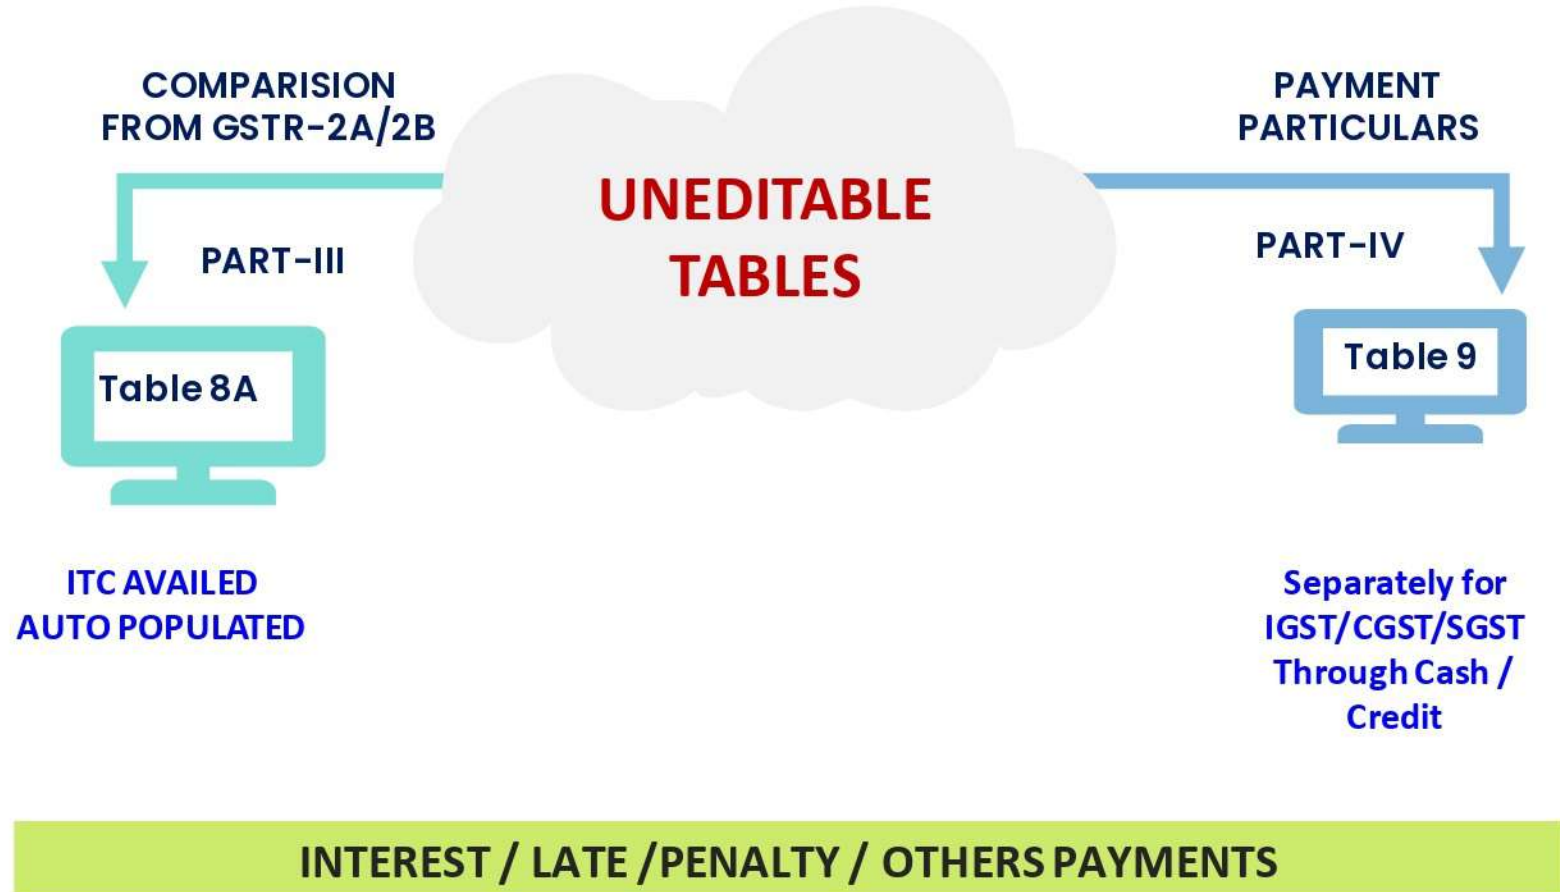 COMPARISION
FROM GSTR-2A/2B
PART-III
Table 8A
ITC AVAILED
AUTO POPULATED
UNEDITABLE
TABLES
PAYMENT
PARTICULARS
PART-IV
Table 9
Separately for
IGST/CGST/SGST
Through Cash /
Credit
INTEREST / LATE /PENALTY / OTHERS PAYMENTS